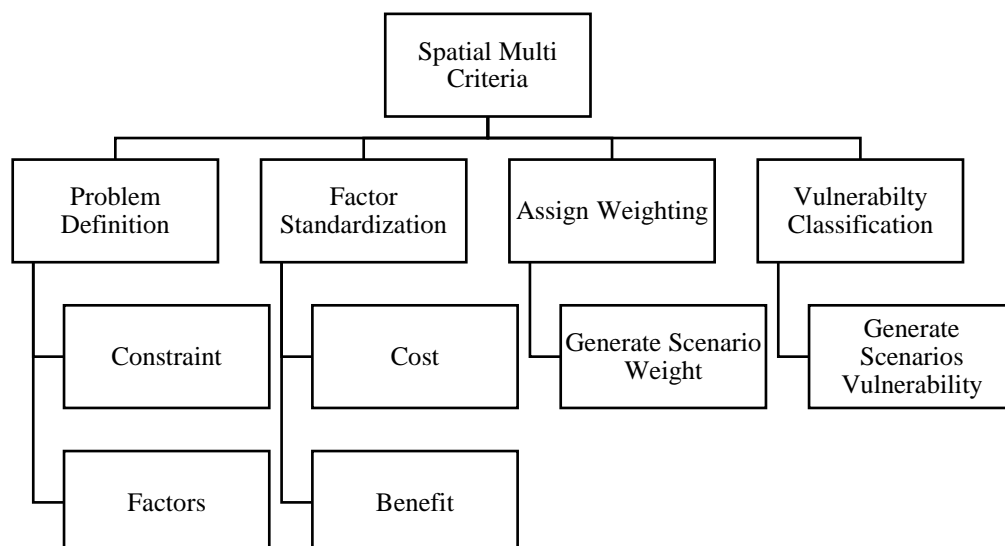 Spatial Multi
Criteria
Problem
Definition
Factor
Standardization
Assign Weighting
Vulnerabilty
Classification
Constraint
Cost
Generate Scenario
Weight
Generate
Scenarios
Vulnerability
Factors
Benefit